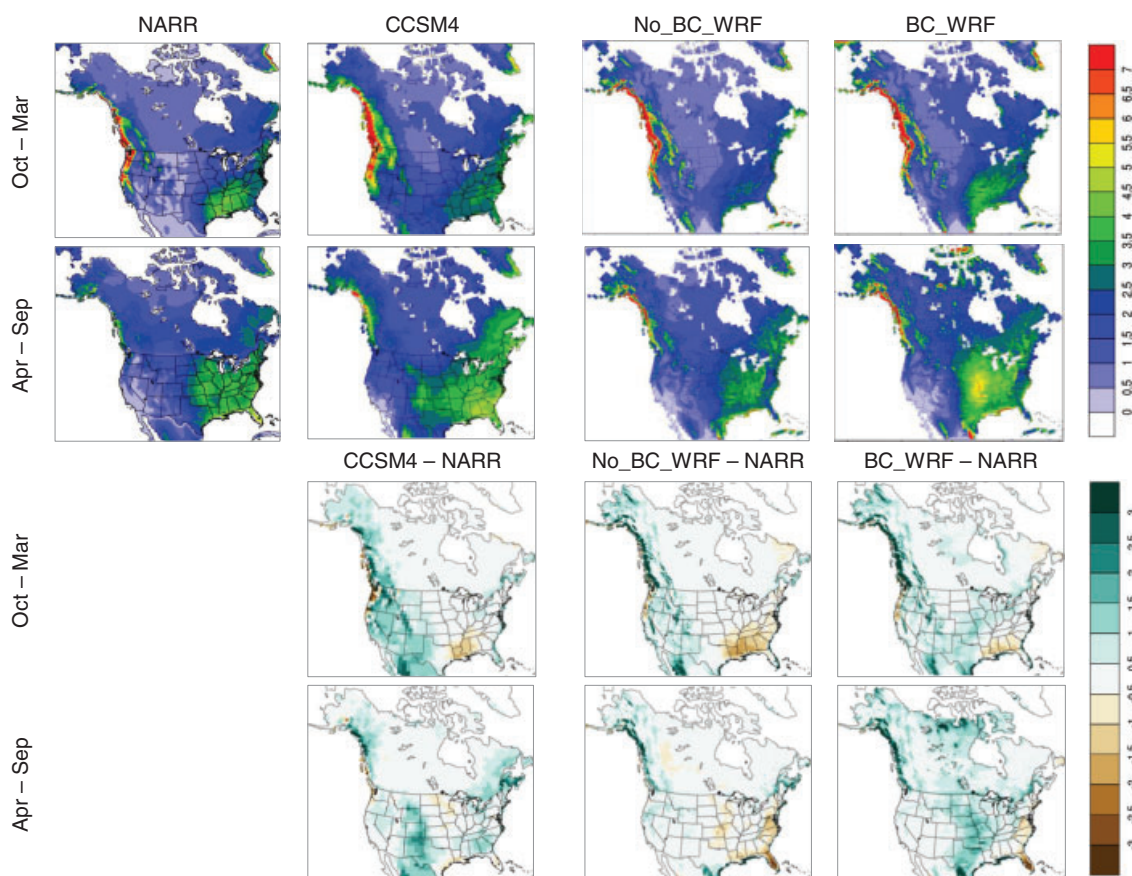 NARR CCSM4 No_BC_WRF BC_WRF
Oct – Mar
Apr – Sep
7
6.5
6
5.5
5
4.5
4
3.5
3
2.5
2
1.5
1
0.5
0
CCSM4 – NARR No_BC_WRF – NARR BC_WRF – NARR
Oct – Mar
Apr – Sep